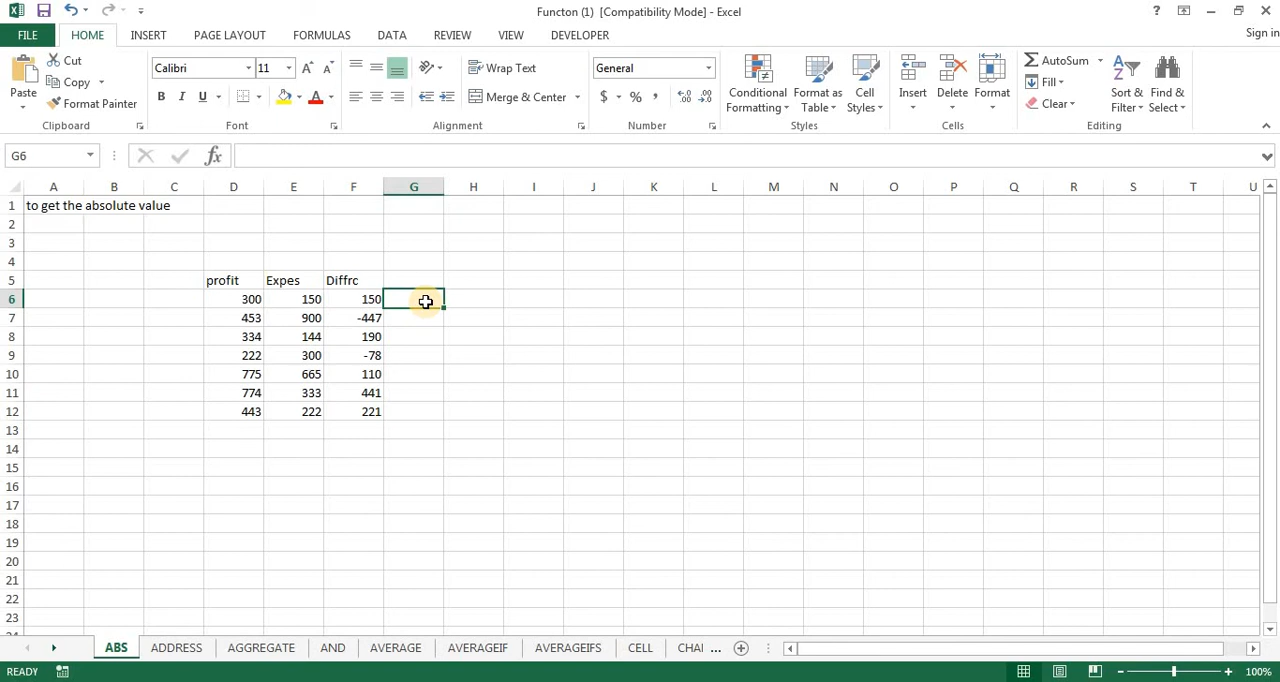 Functon (1) [Compatibility Mode] - Excel
?
Sign in
FILE HOME INSERT PAGE LAYOUT FORMULAS DATA REVIEW VIEW DEVELOPER
Paste
Cut
Copy
Format Painter
Clipboard
Calibri 11
B I U A
Font
Wrap Text
Merge & Center
Alignment
General
$ % ,
Number
Conditional Formatting
Format as Table
Cell Styles
Styles
Insert Delete Format
Cells
AutoSum
Fill
Clear
Sort & Filter
Find & Select
Editing
G6
fx
A B C D E F G H I J K L M N O P Q R S T U
1 to get the absolute value
2
3
4
5 profit Expes Diffrc
6 300 150 150
7 453 900 -447
8 334 144 190
9 222 300 -78
10 775 665 110
11 774 333 441
12 443 222 221
13
14
15
16
17
18
19
20
21
22
23
ABS ADDRESS AGGREGATE AND AVERAGE AVERAGEIF AVERAGEIFS CELL CHAI ...
READY
100%